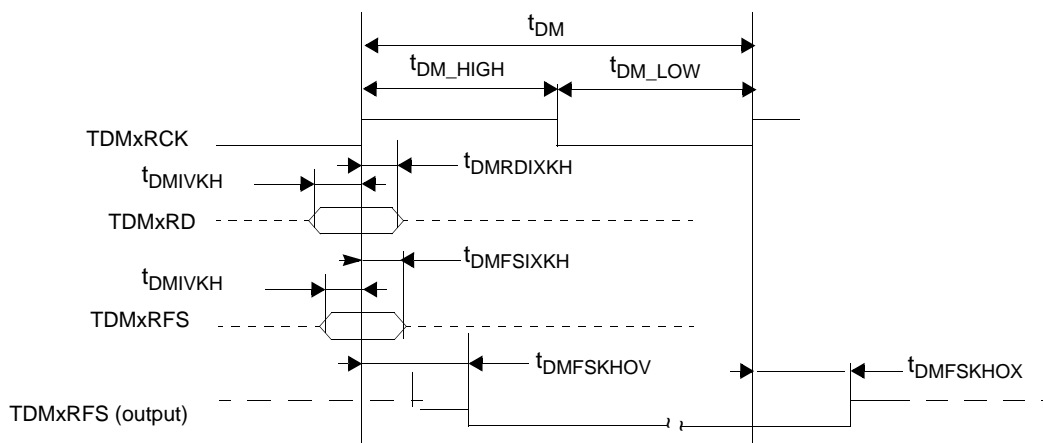 tDM
tDM_HIGH
tDM_LOW
TDMxRCK
tDMRDIXKH
tDMIVKH
TDMxRD
tDMFSIXKH
tDMIVKH
TDMxRFS
tDMFSKHOV
tDMFSKHOX
TDMxRFS (output)